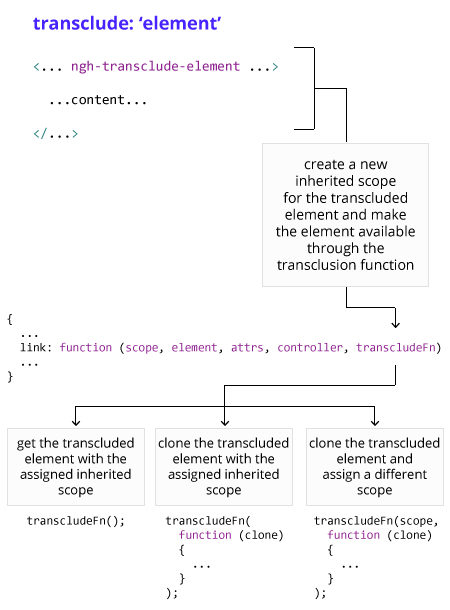 transclude: ‘element’
<... ngh-transclude-element ...>
...content...
</...>
create a new
inherited scope
for the transcluded
element and make
the element available
through the
transclusion function
{
...
link: function (scope, element, attrs, controller, transcludeFn)
...
}
get the transcluded
element with the
assigned inherited
scope
transcludeFn();
clone the transcluded
element with the
assigned inherited
scope
transcludeFn(
function (clone)
{
...
}
);
clone the transcluded
element and
assign a different
scope
transcludeFn(scope,
function (clone)
{
...
}
);